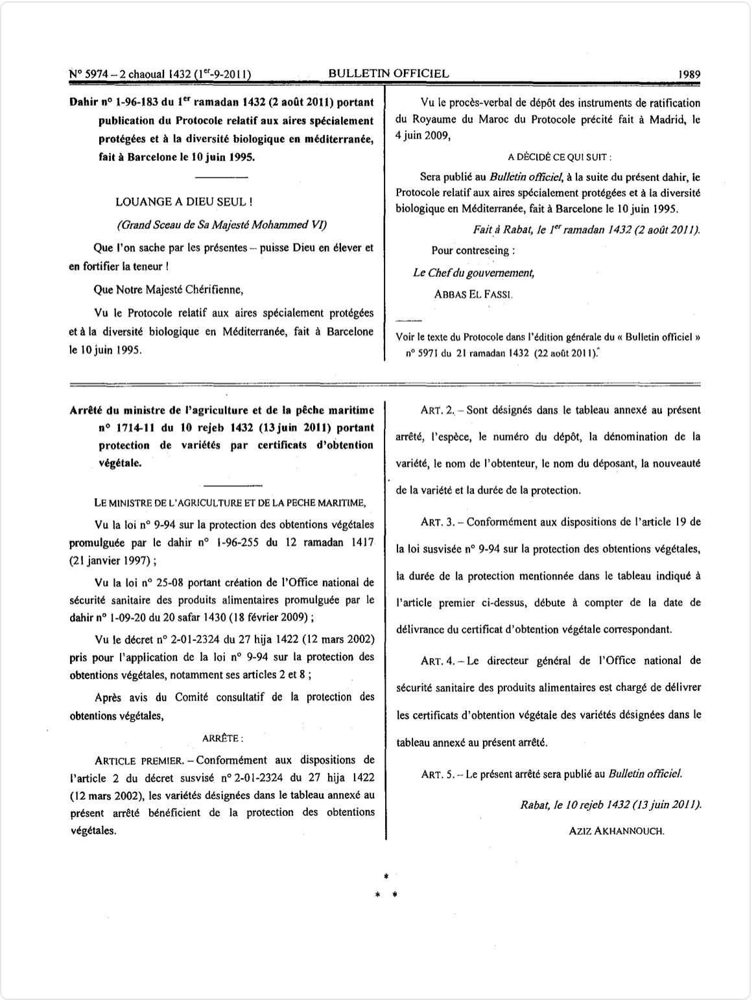 N° 5974 – 2 chaoual 1432 (1er-9-2011)
BULLETIN OFFICIEL
1989
Dahir n° 1-96-183 du 1er ramadan 1432 (2 août 2011) portant
publication du Protocole relatif aux aires spécialement
protégées et à la diversité biologique en méditerranée,
fait à Barcelone le 10 juin 1995.
LOUANGE A DIEU SEUL !
(Grand Sceau de Sa Majesté Mohammed VI)
Que l'on sache par les présentes – puisse Dieu en élever et
en fortifier la teneur !
Que Notre Majesté Chérifienne,
Vu le Protocole relatif aux aires spécialement protégées
et à la diversité biologique en Méditerranée, fait à Barcelone
le 10 juin 1995.
Vu le procès-verbal de dépôt des instruments de ratification
du Royaume du Maroc du Protocole précité fait à Madrid, le
4 juin 2009,
A DÉCIDÉ CE QUI SUIT :
Sera publié au Bulletin officiel, à la suite du présent dahir, le
Protocole relatif aux aires spécialement protégées et à la diversité
biologique en Méditerranée, fait à Barcelone le 10 juin 1995.
Fait à Rabat, le 1er ramadan 1432 (2 août 2011).
Pour contreseing :
Le Chef du gouvernement,
ABBAS EL FASSI.
Voir le texte du Protocole dans l'édition générale du « Bulletin officiel »
n° 5971 du 21 ramadan 1432 (22 août 2011).
Arrêté du ministre de l'agriculture et de la pêche maritime
n° 1714-11 du 10 rejeb 1432 (13 juin 2011) portant
protection de variétés par certificats d'obtention
végétale.
LE MINISTRE DE L'AGRICULTURE ET DE LA PECHE MARITIME,
Vu la loi n° 9-94 sur la protection des obtentions végétales
promulguée par le dahir n° 1-96-255 du 12 ramadan 1417
(21 janvier 1997) ;
Vu la loi n° 25-08 portant création de l'Office national de
sécurité sanitaire des produits alimentaires promulguée par le
dahir n° 1-09-20 du 20 safar 1430 (18 février 2009) ;
Vu le décret n° 2-01-2324 du 27 hija 1422 (12 mars 2002)
pris pour l'application de la loi n° 9-94 sur la protection des
obtentions végétales, notamment ses articles 2 et 8 ;
Après avis du Comité consultatif de la protection des
obtentions végétales,
ARRÊTE :
ARTICLE PREMIER. – Conformément aux dispositions de
l'article 2 du décret susvisé n° 2-01-2324 du 27 hija 1422
(12 mars 2002), les variétés désignées dans le tableau annexé au
présent arrêté bénéficient de la protection des obtentions
végétales.
ART. 2. – Sont désignés dans le tableau annexé au présent
arrêté, l'espèce, le numéro du dépôt, la dénomination de la
variété, le nom de l'obtenteur, le nom du déposant, la nouveauté
de la variété et la durée de la protection.
ART. 3. – Conformément aux dispositions de l'article 19 de
la loi susvisée n° 9-94 sur la protection des obtentions végétales,
la durée de la protection mentionnée dans le tableau indiqué à
l'article premier ci-dessus, débute à compter de la date de
délivrance du certificat d'obtention végétale correspondant.
ART. 4. – Le directeur général de l'Office national de
sécurité sanitaire des produits alimentaires est chargé de délivrer
les certificats d'obtention végétale des variétés désignées dans le
tableau annexé au présent arrêté.
ART. 5. – Le présent arrêté sera publié au Bulletin officiel.
Rabat, le 10 rejeb 1432 (13 juin 2011).
AZIZ AKHANNOUCH.
*
* *